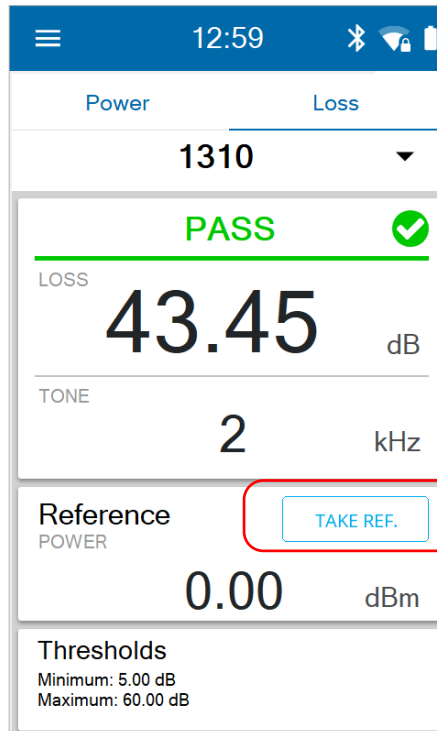 12:59
Power Loss
1310
PASS
LOSS
43.45 dB
TONE
2 kHz
Reference TAKE REF.
POWER
0.00 dBm
Thresholds
Minimum: 5.00 dB
Maximum: 60.00 dB